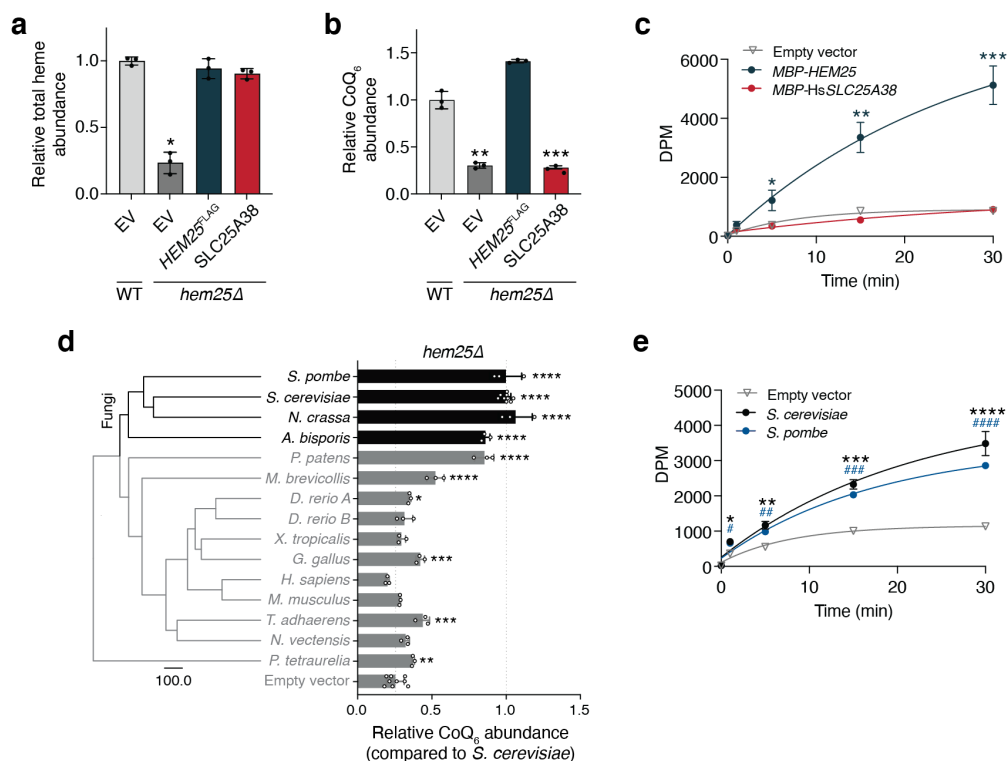 a
Relative total heme
abundance
1.0
0.5
0.0
*
EV
EV
HEM25FLAG
SLC25A38
WT
hem25Δ
b
Relative CoQ6
abundance
1.5
1.0
0.5
0.0
**
***
EV
EV
HEM25FLAG
SLC25A38
WT
hem25Δ
c
Empty vector
MBP-HEM25
MBP-HsSLC25A38
DPM
6000
4000
2000
0
*
**
***
0
10
20
30
Time (min)
d
hem25Δ
Fungi
S. pombe ****
S. cerevisiae ****
N. crassa ****
A. bisporis ****
P. patens ****
M. brevicollis ****
D. rerio A *
D. rerio B
X. tropicalis
G. gallus ***
H. sapiens
M. musculus
T. adhaerens ***
N. vectensis
P. tetraurelia **
Empty vector
100.0
0.0
0.5
1.0
1.5
Relative CoQ6 abundance
(compared to S. cerevisiae)
e
Empty vector
S. cerevisiae
S. pombe
DPM
5000
4000
3000
2000
1000
0
*
#
**
##
***
###
****
####
0
10
20
30
Time (min)